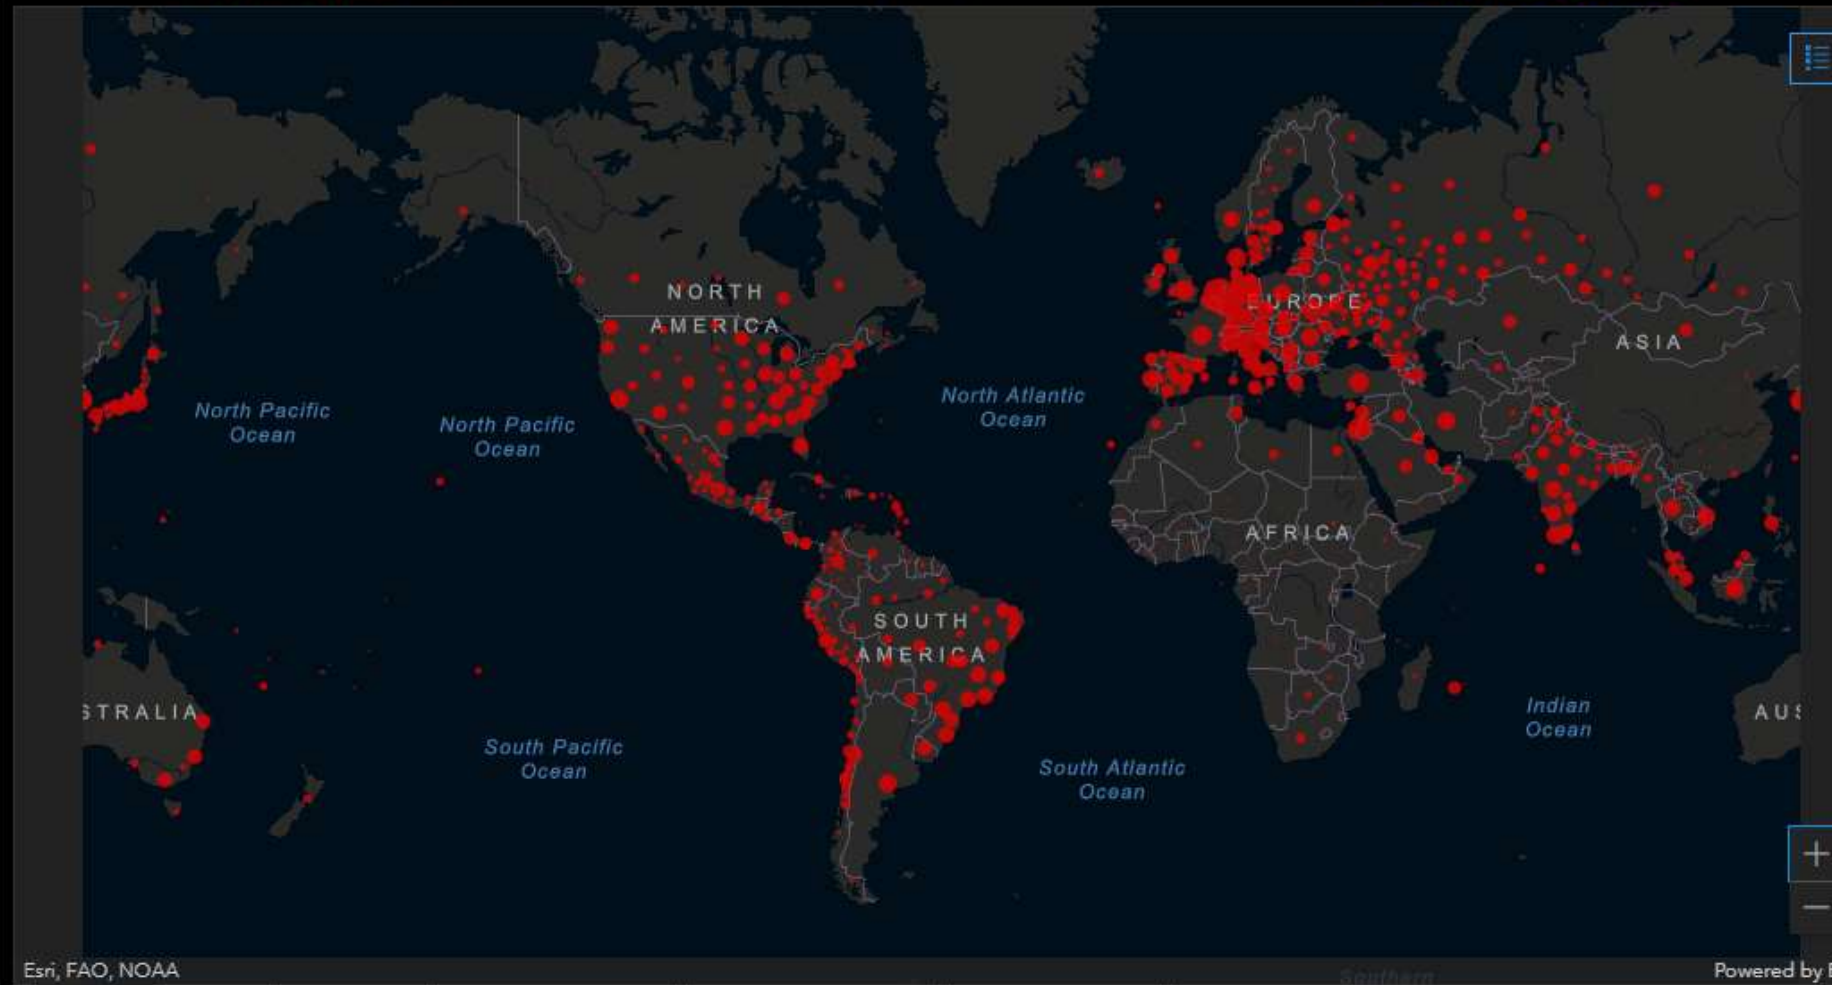 NORTH
AMERICA
EUROPE
ASIA
North Pacific
Ocean
North Pacific
Ocean
North Atlantic
Ocean
AFRICA
SOUTH
AMERICA
STRALIA
South Pacific
Ocean
South Atlantic
Ocean
Indian
Ocean
AUS
Esri, FAO, NOAA
Powered by E
Southern